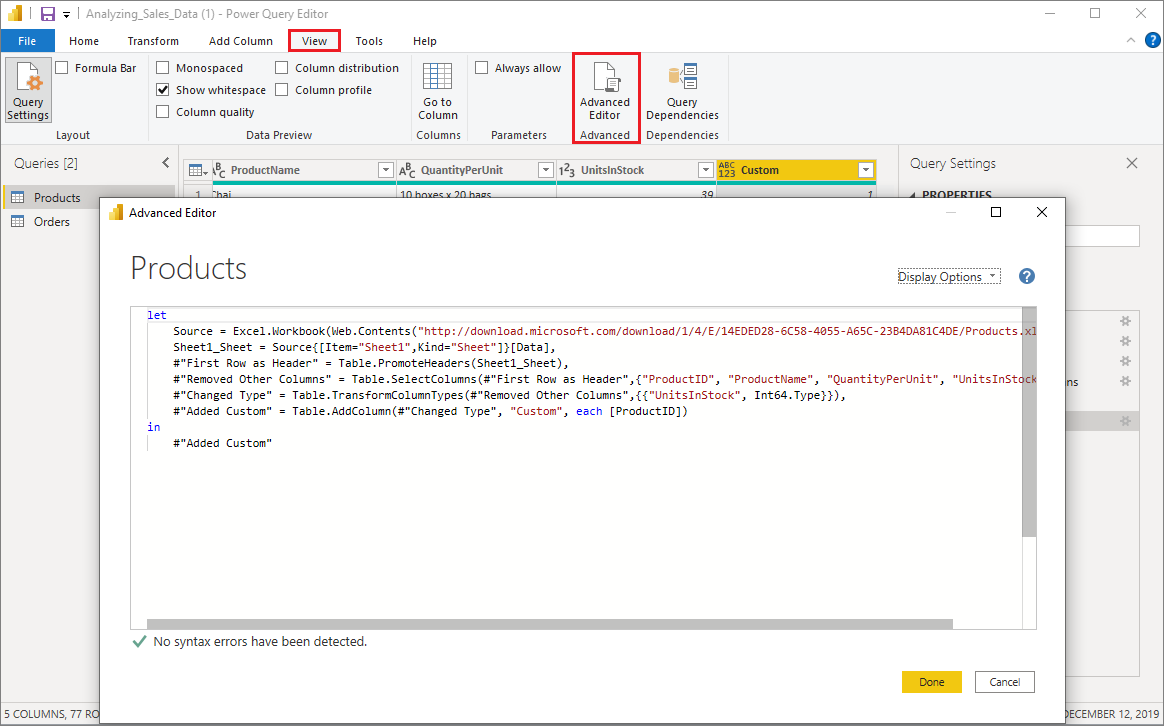 Analyzing_Sales_Data (1) - Power Query Editor
File Home Transform Add Column View Tools Help
Query Settings
Formula Bar
Layout
Monospaced
Show whitespace
Column quality
Column distribution
Column profile
Data Preview
Go to Column
Columns
Always allow
Parameters
Advanced Editor
Advanced
Query Dependencies
Dependencies
Queries [2]
Products
Orders
ABC ProductName ABC QuantityPerUnit 123 UnitsInStock ABC 123 Custom
1 Chai 10 boxes x 20 bags 39 1
Query Settings
PROPERTIES
Advanced Editor
Products
Display Options
let
Source = Excel.Workbook(Web.Contents("http://download.microsoft.com/download/1/4/E/14EDED28-6C58-4055-A65C-23B4DA81C4DE/Products.xl
Sheet1_Sheet = Source{[Item="Sheet1",Kind="Sheet"]}[Data],
#"First Row as Header" = Table.PromoteHeaders(Sheet1_Sheet),
#"Removed Other Columns" = Table.SelectColumns(#"First Row as Header",{"ProductID", "ProductName", "QuantityPerUnit", "UnitsInStock
#"Changed Type" = Table.TransformColumnTypes(#"Removed Other Columns",{{"UnitsInStock", Int64.Type}}),
#"Added Custom" = Table.AddColumn(#"Changed Type", "Custom", each [ProductID])
in
#"Added Custom"
No syntax errors have been detected.
Done Cancel
ns
5 COLUMNS, 77 RO
DECEMBER 12, 2019